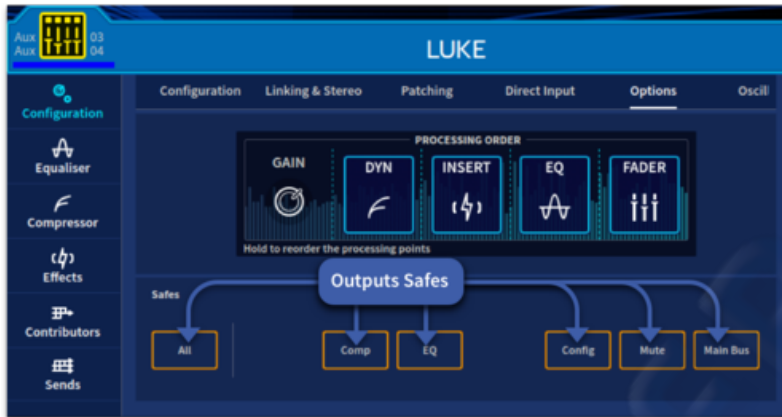 Aux 03
Aux 04
LUKE
Configuration
Equaliser
Compressor
Effects
Contributors
Sends
Configuration Linking & Stereo Patching Direct Input Options Oscill
PROCESSING ORDER
GAIN DYN INSERT EQ FADER
Hold to reorder the processing points
Outputs Safes
Safes
All Comp EQ Config Mute Main Bus